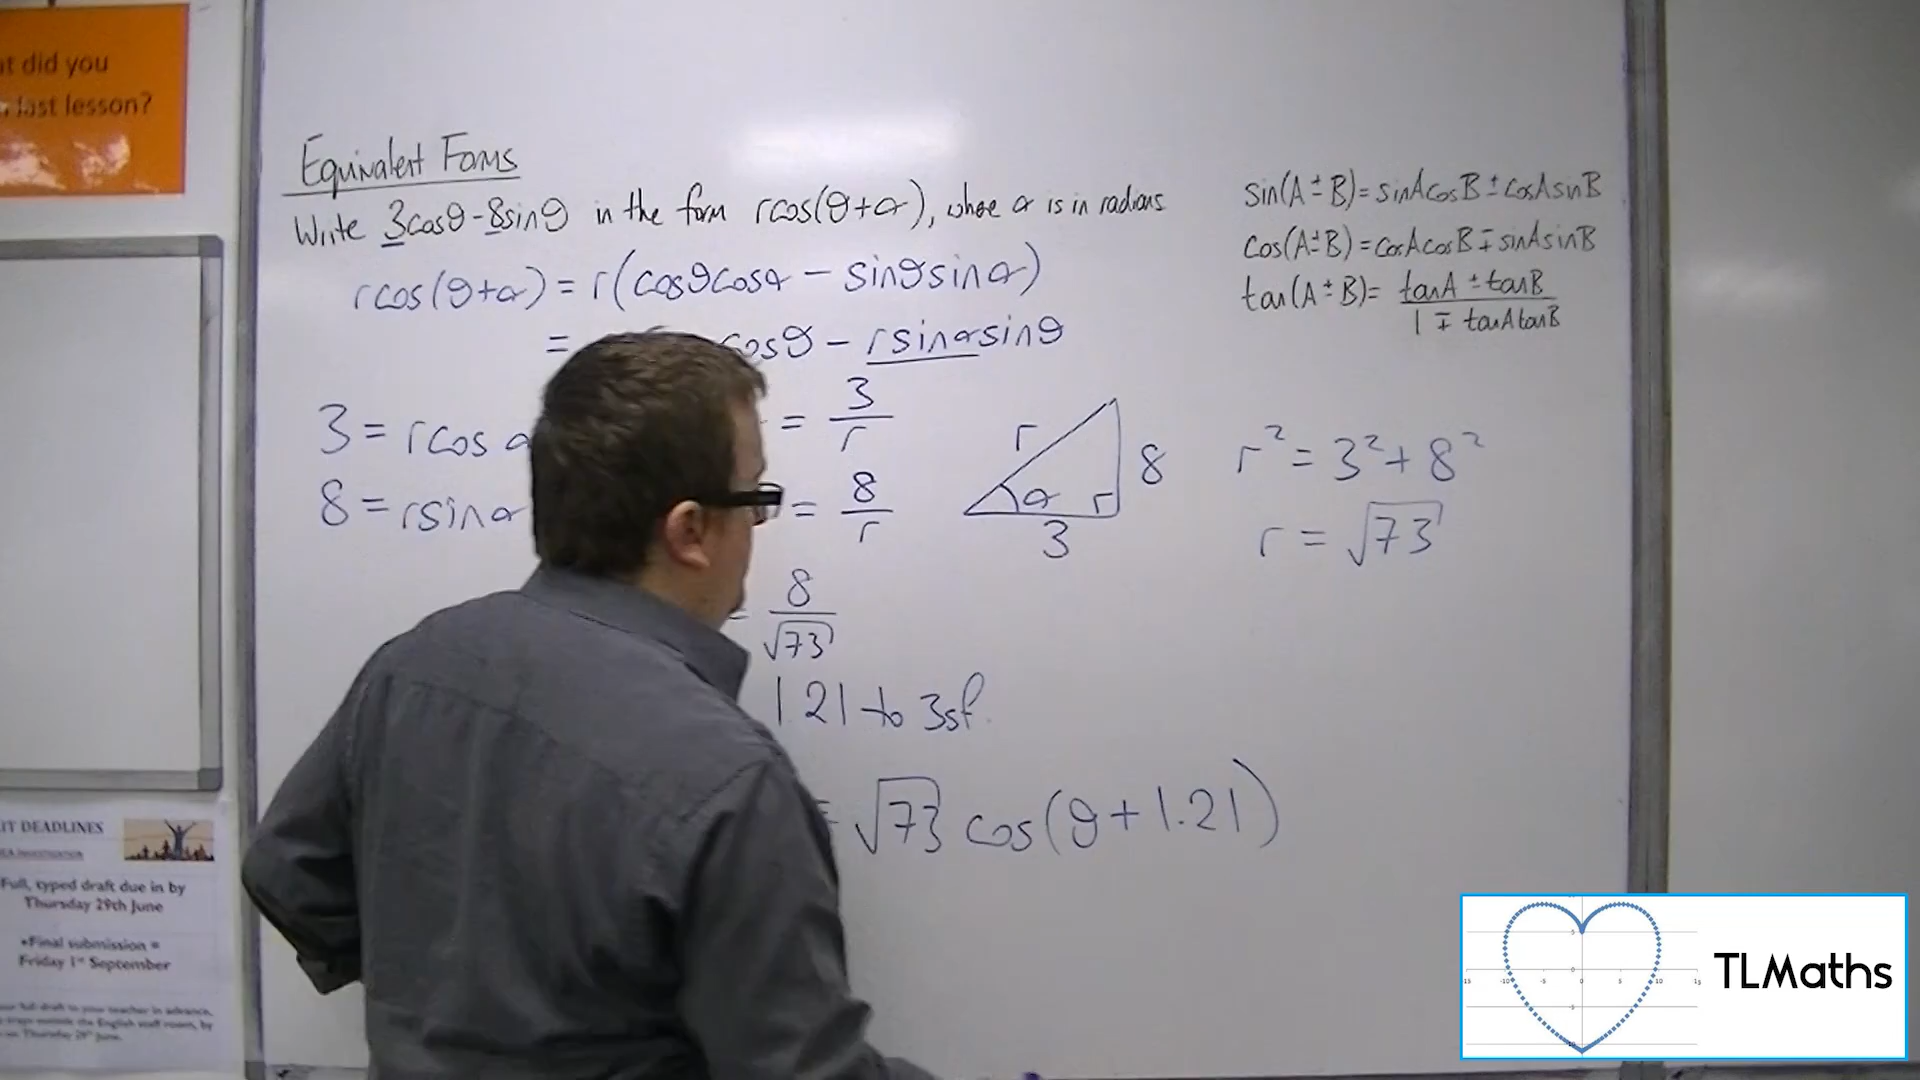 t did you
last lesson?
Equivalent Forms
Write 3cosθ-8sinθ in the form rcos(θ+α), where α is in radians
rcos(θ+α) = r(cosθcosα - sinθsinα)
= cosθ - rsinαsinθ
3 = rcos α = 3/r
8 = rsinα = 8/r
8/√73
1.21 to 3sf.
= √73 cos(θ+1.21)
r
α
8
3
r² = 3² + 8²
r = √73
sin(A±B)= sinAcosB ± cosAsinB
cos(A±B) = cosAcosB ∓ sinAsinB
tan(A±B)= tanA ± tanB / 1 ∓ tanAtanB
IT DEADLINES
Full, typed draft due in by
Thursday 29th June
•Final submission =
Friday 1st September
TLMaths